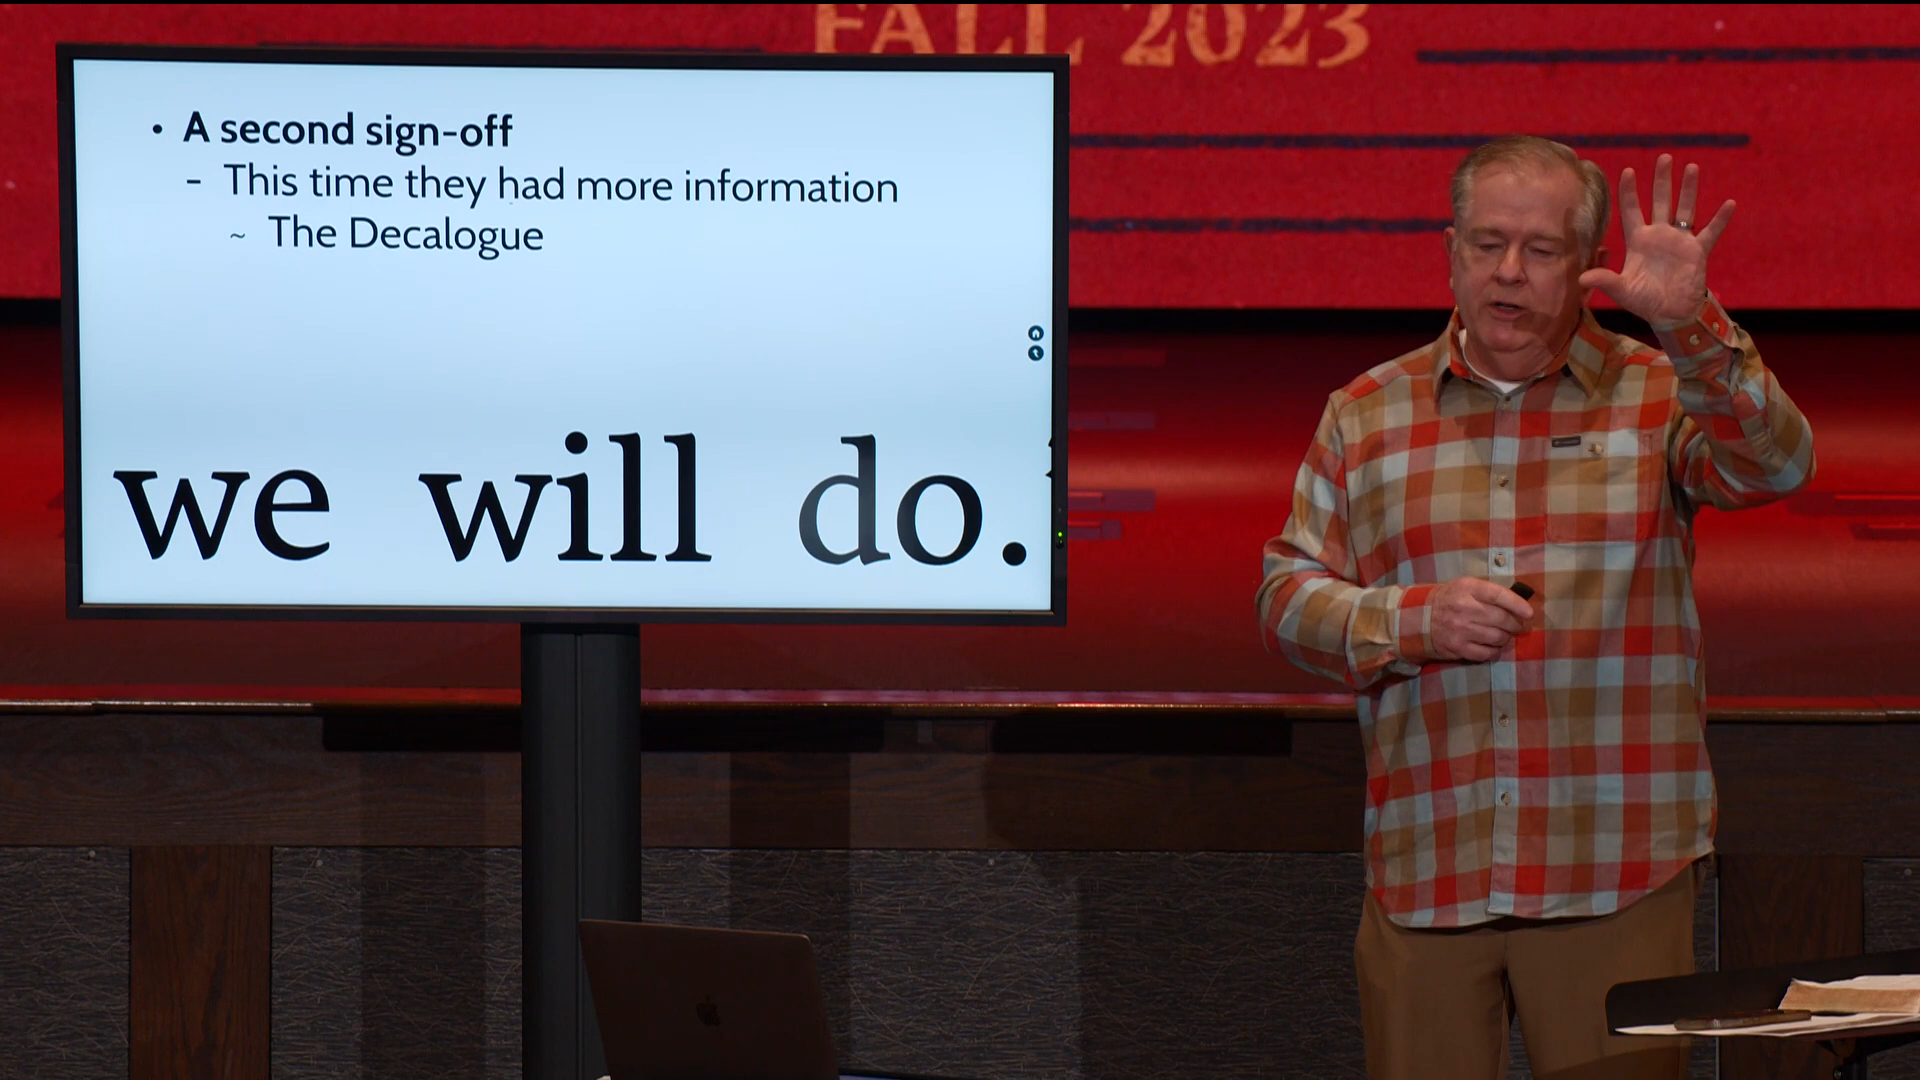 FALL 2023
• A second sign-off
- This time they had more information
~ The Decalogue
we will do.